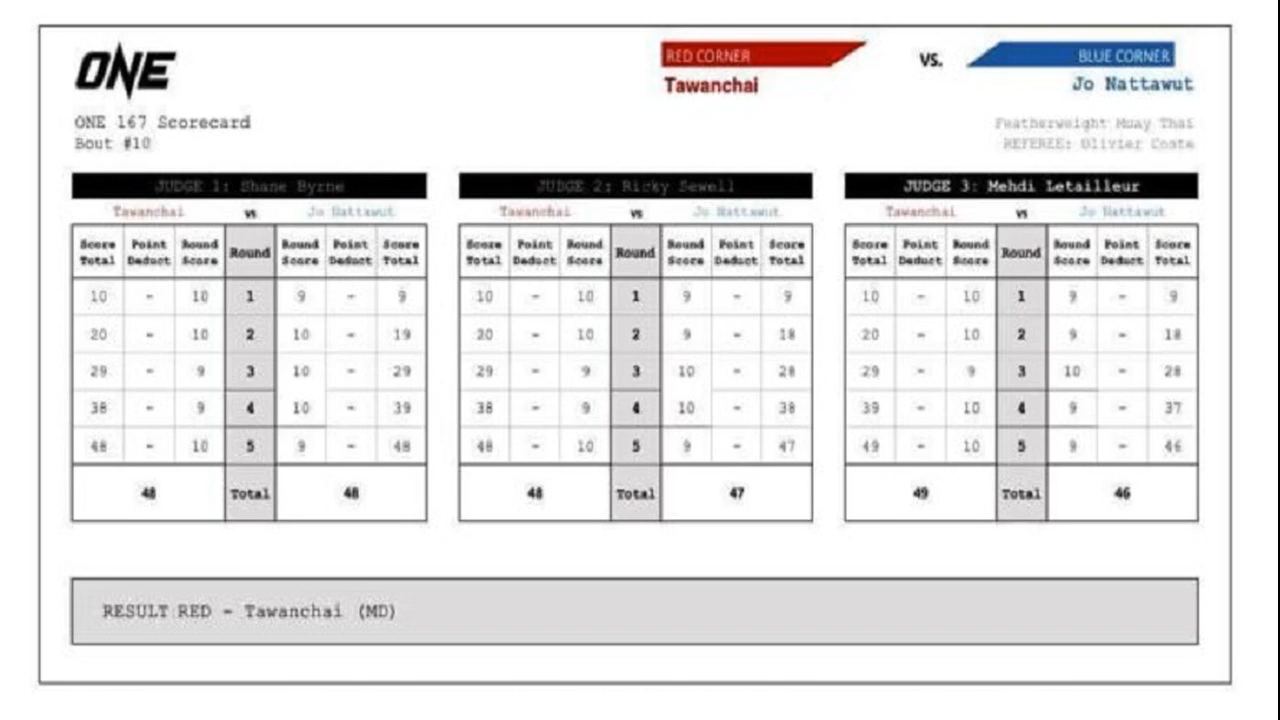 ONE
RED CORNER
VS.
BLUE CORNER
Tawanchai
Jo Nattawut
ONE 167 Scorecard
Bout #10
Featherweight Muay Thai
REFEREE: Olivier Coste
JUDGE 1: Shane Byrne
Tawanchai vs Jo Nattawut
Score Total Point Deduct Round Score Round Round Score Point Deduct Score Total
10 - 10 1 9 - 9
20 - 10 2 10 - 19
29 - 9 3 10 - 29
38 - 9 4 10 - 39
48 - 10 5 9 - 48
48 Total 48
JUDGE 2: Ricky Sewell
Tawanchai vs Jo Nattawut
Score Total Point Deduct Round Score Round Round Score Point Deduct Score Total
10 - 10 1 9 - 9
20 - 10 2 9 - 18
29 - 9 3 10 - 28
38 - 9 4 10 - 38
48 - 10 5 9 - 47
48 Total 47
JUDGE 3: Mehdi Letailleur
Tawanchai vs Jo Nattawut
Score Total Point Deduct Round Score Round Round Score Point Deduct Score Total
10 - 10 1 9 - 9
20 - 10 2 9 - 18
29 - 9 3 10 - 28
39 - 10 4 9 - 37
49 - 10 5 9 - 46
49 Total 46
RESULT RED - Tawanchai (MD)